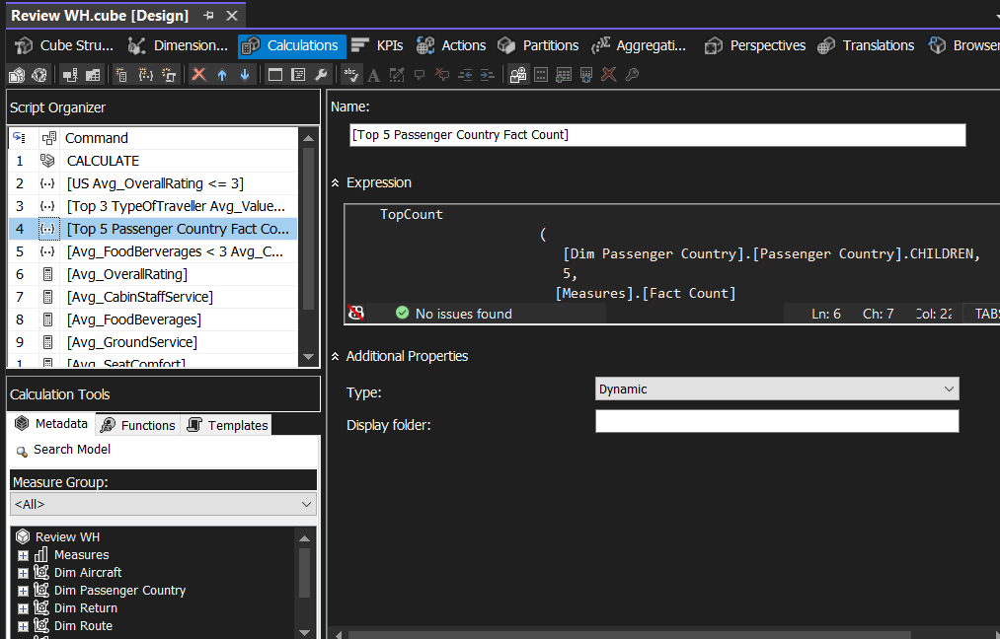 Review WH.cube [Design]
Cube Stru... Dimension... Calculations KPIs Actions Partitions Aggregati... Perspectives Translations Browser
abc A
Script Organizer
Command
1 CALCULATE
2 [US Avg_OverallRating <= 3]
3 [Top 3 TypeOfTraveller Avg_Value...
4 [Top 5 Passenger Country Fact Co...
5 [Avg_FoodBerverages < 3 Avg_C...
6 [Avg_OverallRating]
7 [Avg_CabinStaffService]
8 [Avg_FoodBeverages]
9 [Avg_GroundService]
[Avg_SeatComfort]
Calculation Tools
Metadata Functions Templates
Search Model
Measure Group:
<All>
Review WH
Measures
Dim Aircraft
Dim Passenger Country
Dim Return
Dim Route
Name:
[Top 5 Passenger Country Fact Count]
Expression
TopCount
(
[Dim Passenger Country].[Passenger Country].CHILDREN,
5,
[Measures].[Fact Count]
No issues found Ln: 6 Ch: 7 Col: 22 TABS
Additional Properties
Type: Dynamic
Display folder: